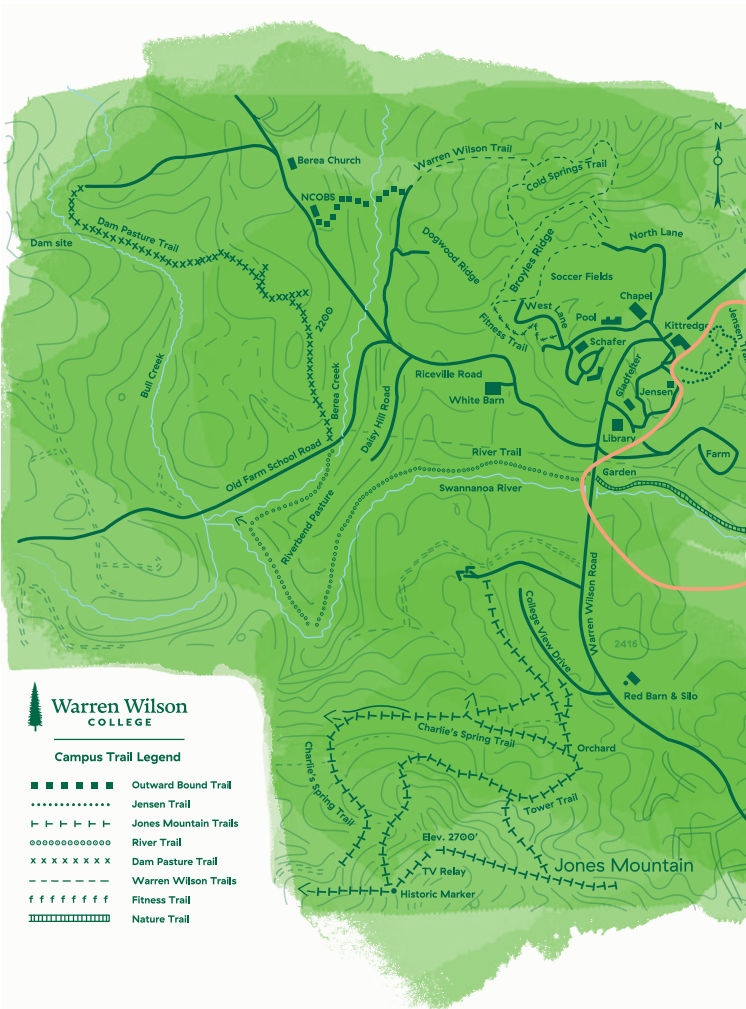 N
Berea Church
Warren Wilson Trail
Cold Springs Trail
NCOBS
Dam Pasture Trail
Dam site
Dogwood Ridge
Broyles Ridge
North Lane
Soccer Fields
West Lane
Pool
Chapel
Fitness Trail
Schafer
Kittredge
Jensen
2200
Bull Creek
Berea Creek
Riceville Road
White Barn
Gladfelter
Jensen
Daisy Hill Road
Library
Old Farm School Road
River Trail
Farm
Garden
Swannanoa River
Riverbend Pasture
College View Drive
Warren Wilson Road
2416
Red Barn & Silo
Charlie's Spring Trail
Orchard
Charlie's Spring Trail
Tower Trail
Elev. 2700'
TV Relay
Jones Mountain
Historic Marker
Warren Wilson
COLLEGE
Campus Trail Legend
Outward Bound Trail
Jensen Trail
Jones Mountain Trails
River Trail
Dam Pasture Trail
Warren Wilson Trails
Fitness Trail
Nature Trail